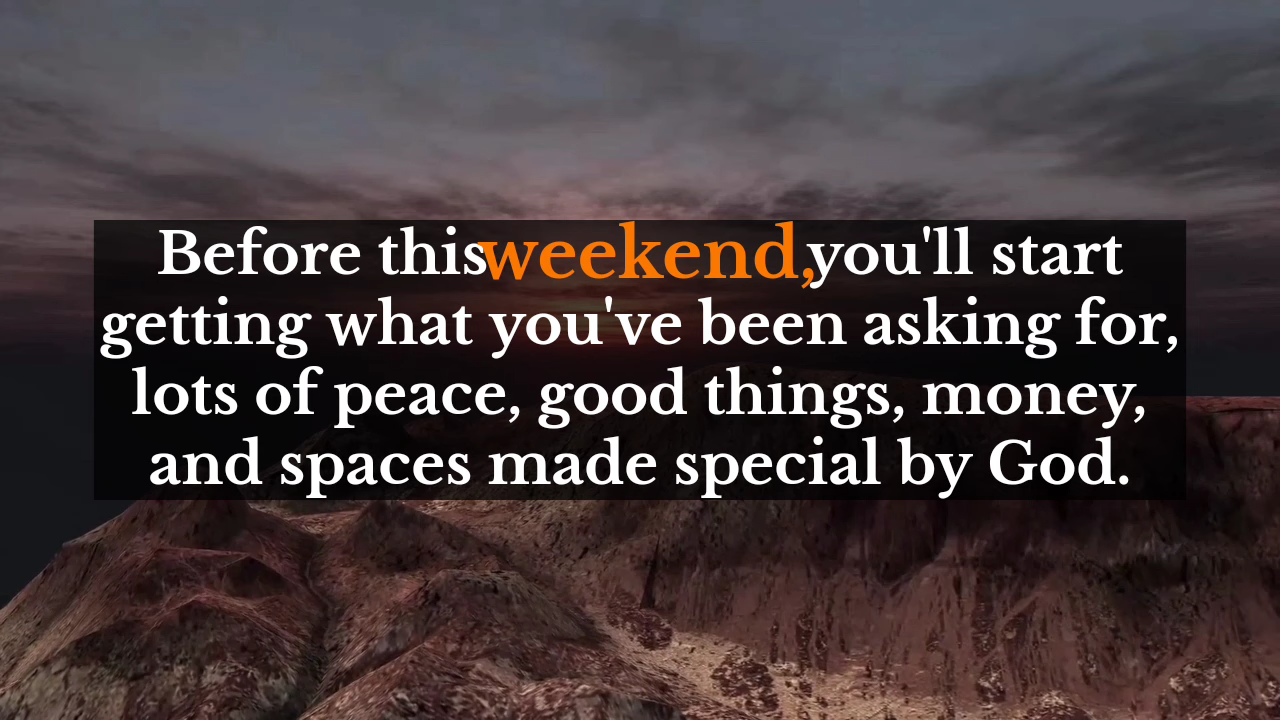 Before this weekend, you'll start
getting what you've been asking for,
lots of peace, good things, money,
and spaces made special by God.